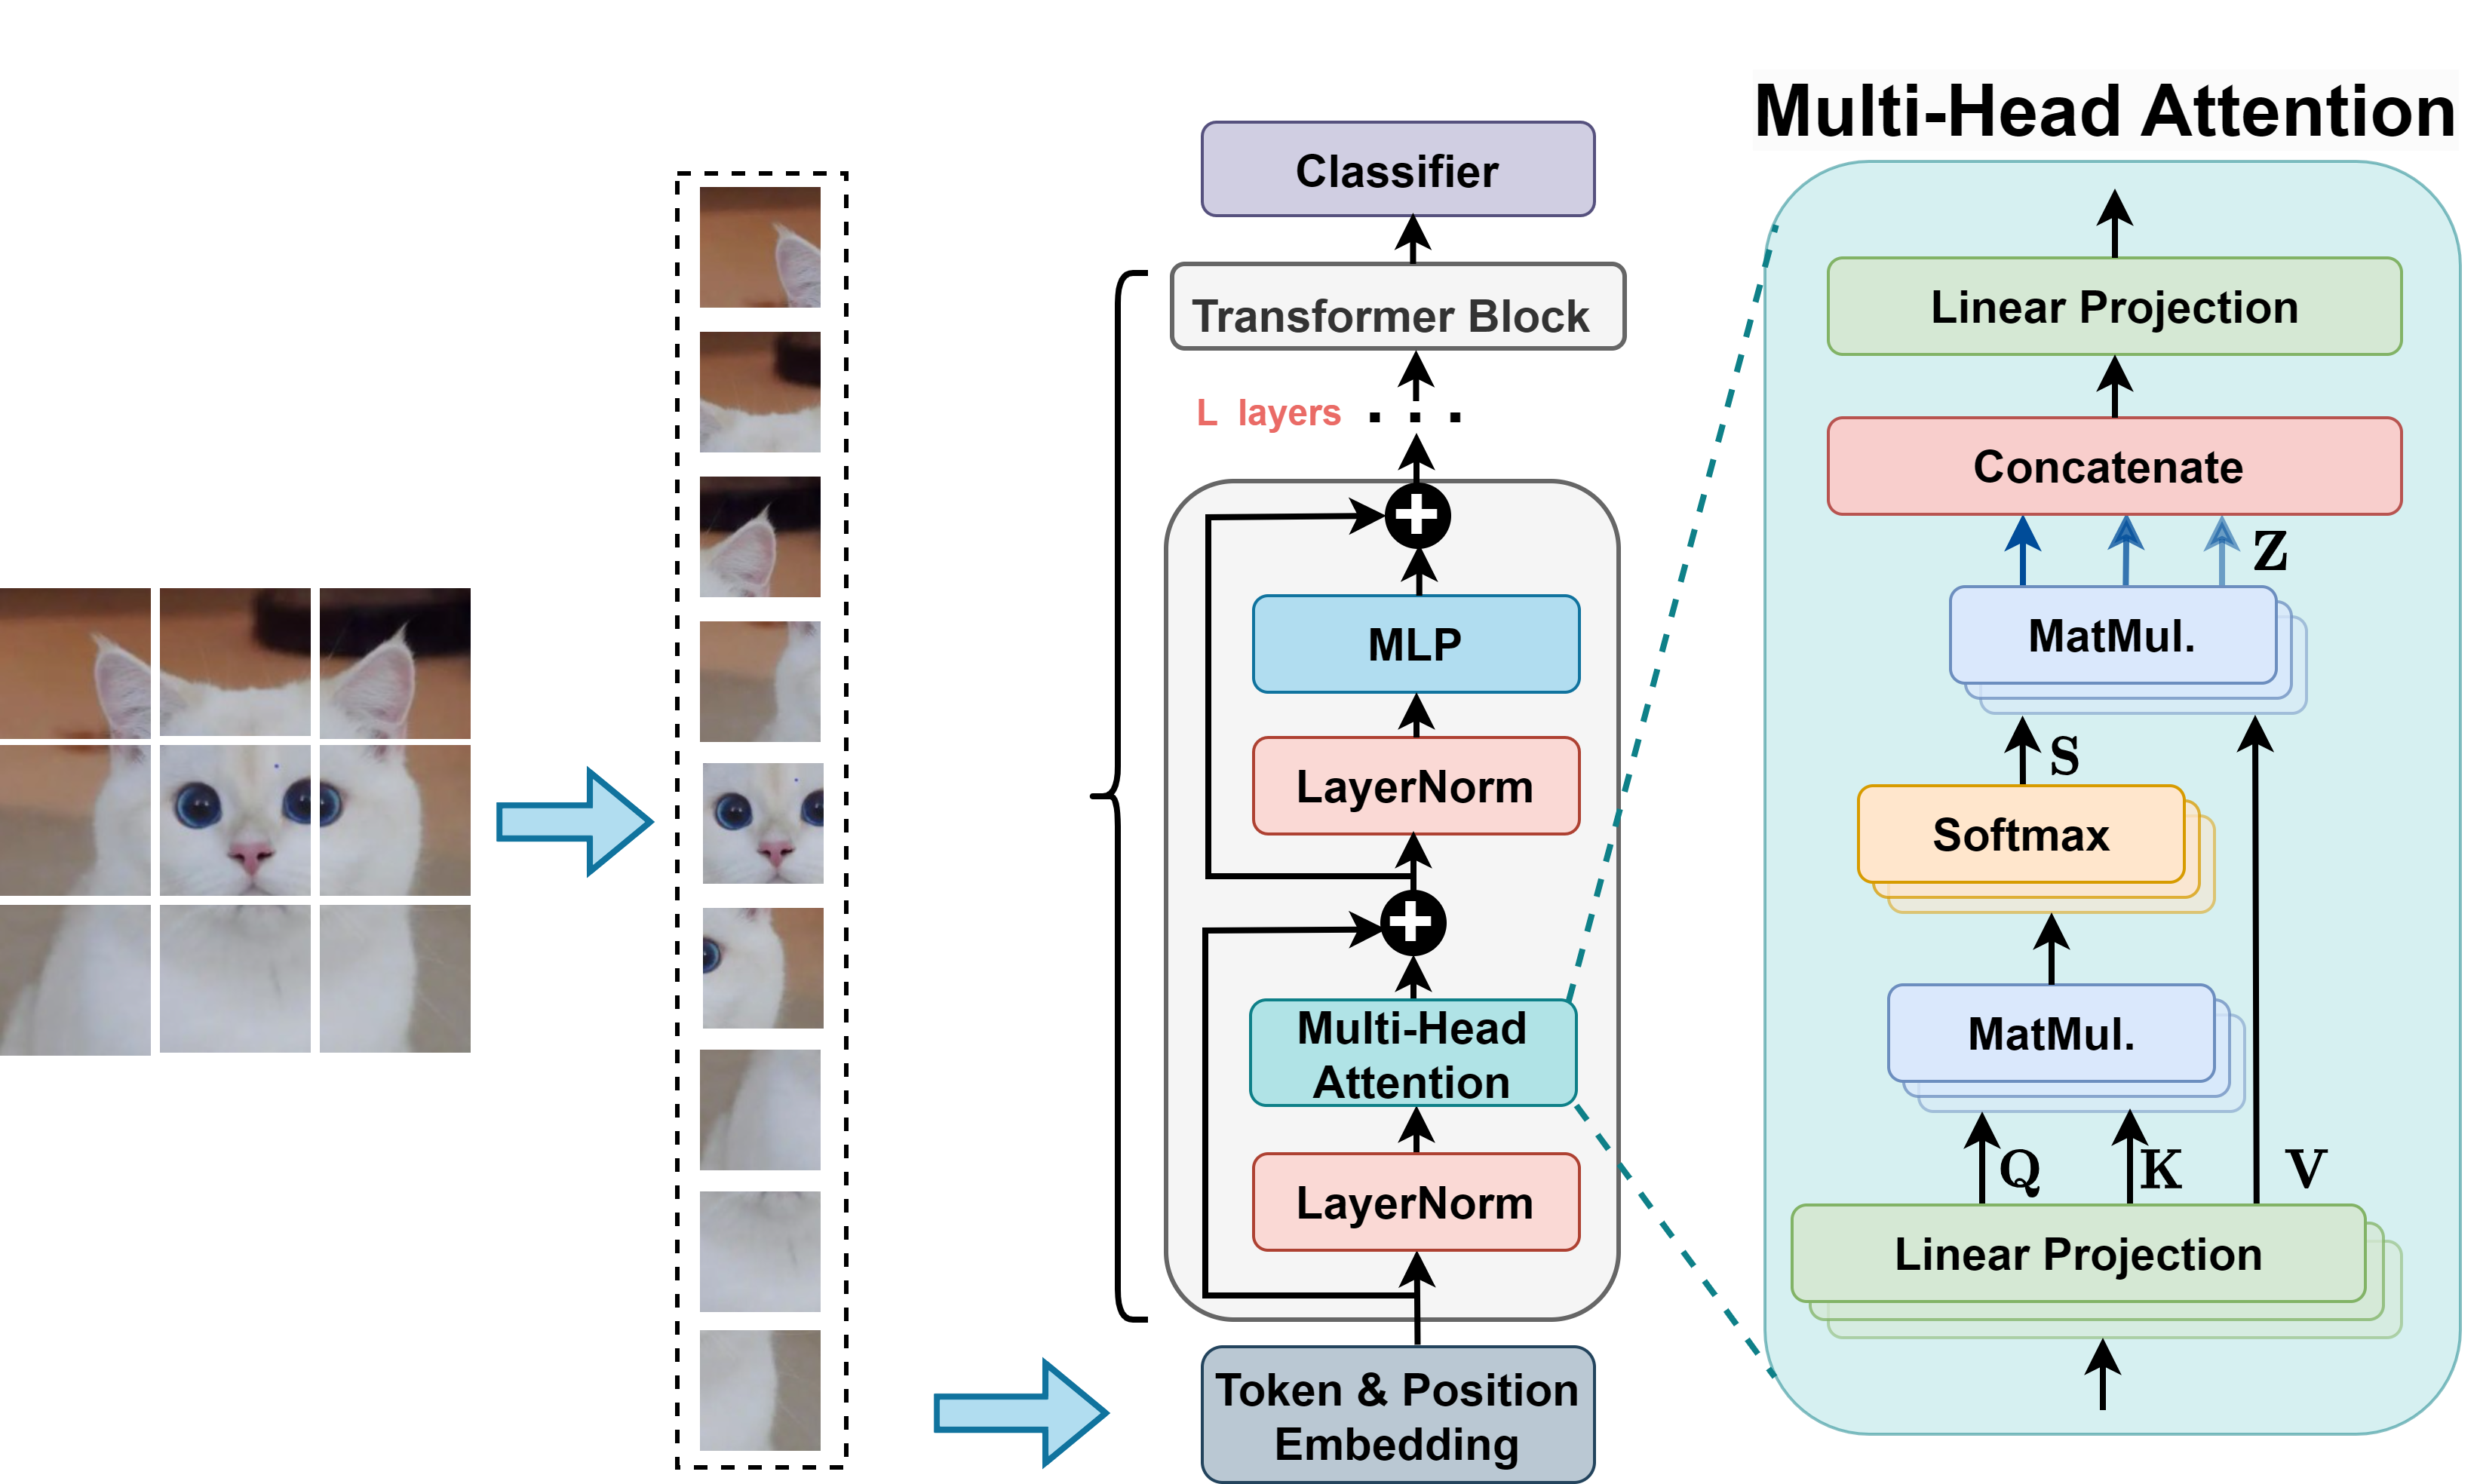 Classifier
Transformer Block
L layers
MLP
LayerNorm
Multi-Head
Attention
LayerNorm
Token & Position
Embedding
Multi-Head Attention
Linear Projection
Concatenate
Z
MatMul.
S
Softmax
MatMul.
Q K V
Linear Projection